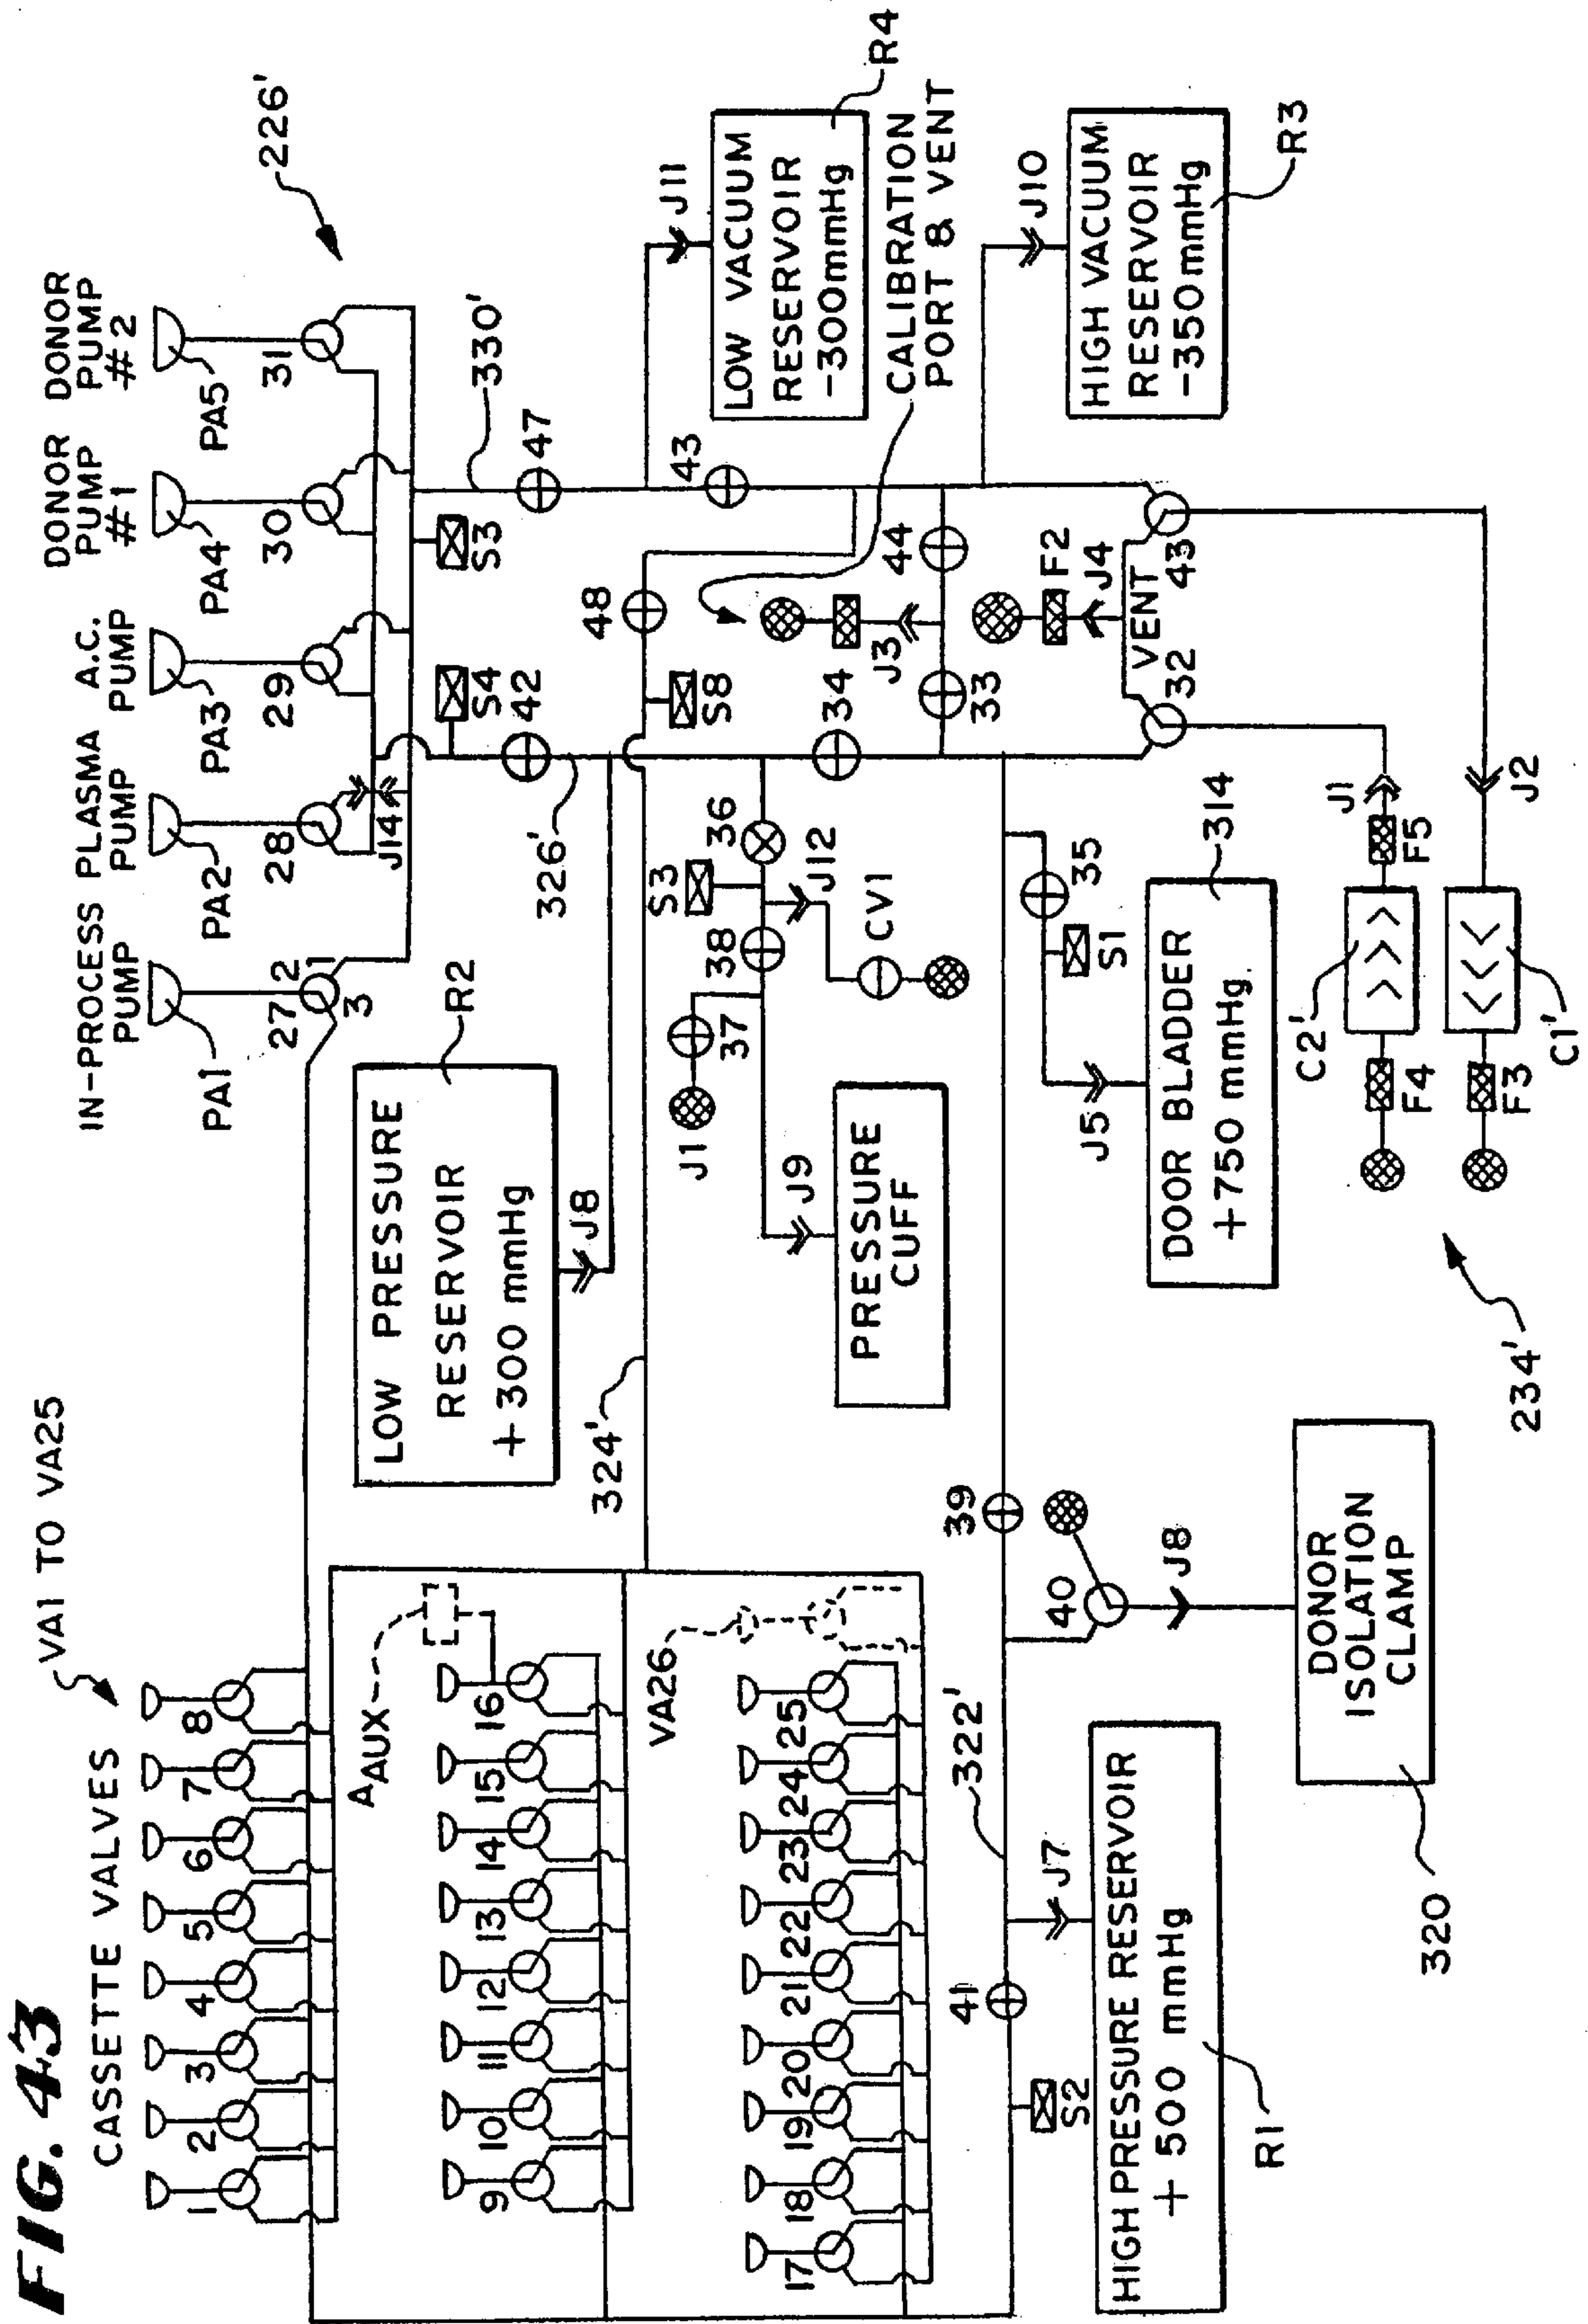 FIG. 43
CASSETTE VALVES
VA1 TO VA25
1
2
3
4
5
6
7
8
IN-PROCESS
PUMP
PLASMA
PUMP
A.C.
PUMP
DONOR
PUMP
#1
DONOR
PUMP
#2
226'
PA1
PA2
PA3
PA4
PA5
27
2
1
3
28
29
30
31
J14
S4
S3
330'
A AUX
9
10
11
12
13
14
15
16
VA26
17
18
19
20
21
22
23
24
25
LOW PRESSURE
RESERVOIR
+300 mmHg
R2
J8
324'
326'
42
48
47
S8
J11
LOW VACUUM
RESERVOIR
-300mmHg
R4
43
CALIBRATION
PORT & VENT
J1
37
38
S3
36
J12
CV1
34
J3
33
44
J9
PRESSURE
CUFF
F2
J4
VENT
32
43
J10
HIGH VACUUM
RESERVOIR
-350mmHg
R3
41
322'
39
40
35
S1
J5
DOOR BLADDER
+750 mmHg
314
S2
J7
HIGH PRESSURE RESERVOIR
+ 500 mmHg
R1
J8
DONOR
ISOLATION
CLAMP
320
C2'
F4
F5
J1
F3
C1'
J2
234'